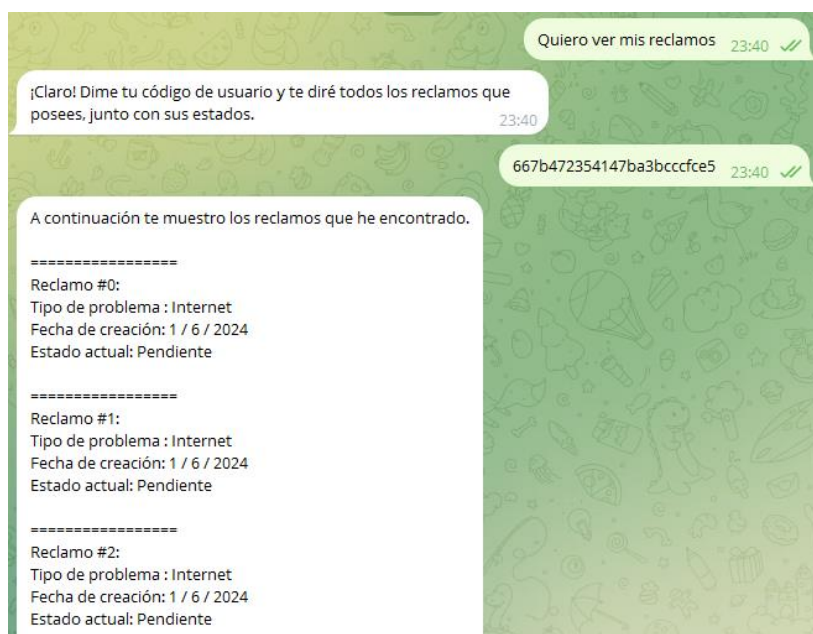 Quiero ver mis reclamos 23:40
¡Claro! Dime tu código de usuario y te diré todos los reclamos que
posees, junto con sus estados. 23:40
667b472354147ba3bcccfce5 23:40
A continuación te muestro los reclamos que he encontrado.
=================
Reclamo #0:
Tipo de problema : Internet
Fecha de creación: 1 / 6 / 2024
Estado actual: Pendiente
=================
Reclamo #1:
Tipo de problema : Internet
Fecha de creación: 1 / 6 / 2024
Estado actual: Pendiente
=================
Reclamo #2:
Tipo de problema : Internet
Fecha de creación: 1 / 6 / 2024
Estado actual: Pendiente